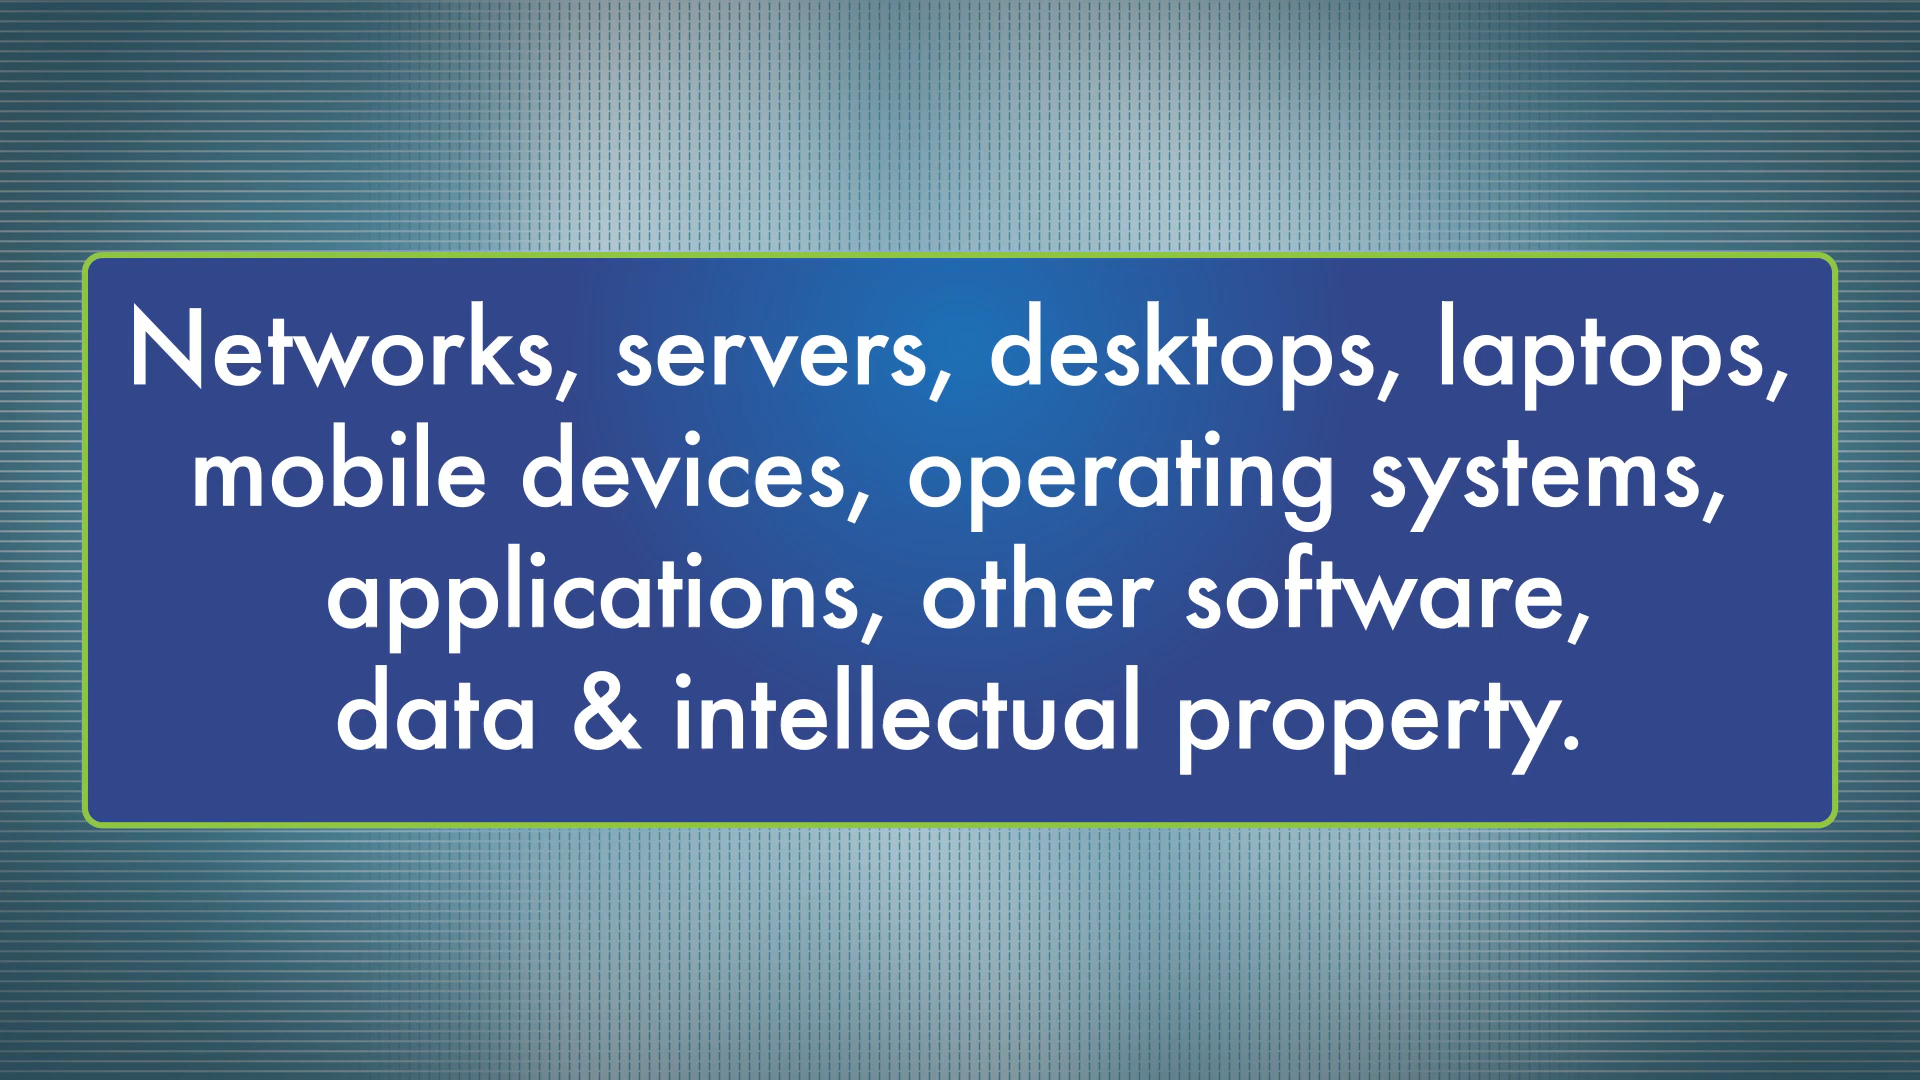 Networks, servers, desktops, laptops,
mobile devices, operating systems,
applications, other software,
data & intellectual property.